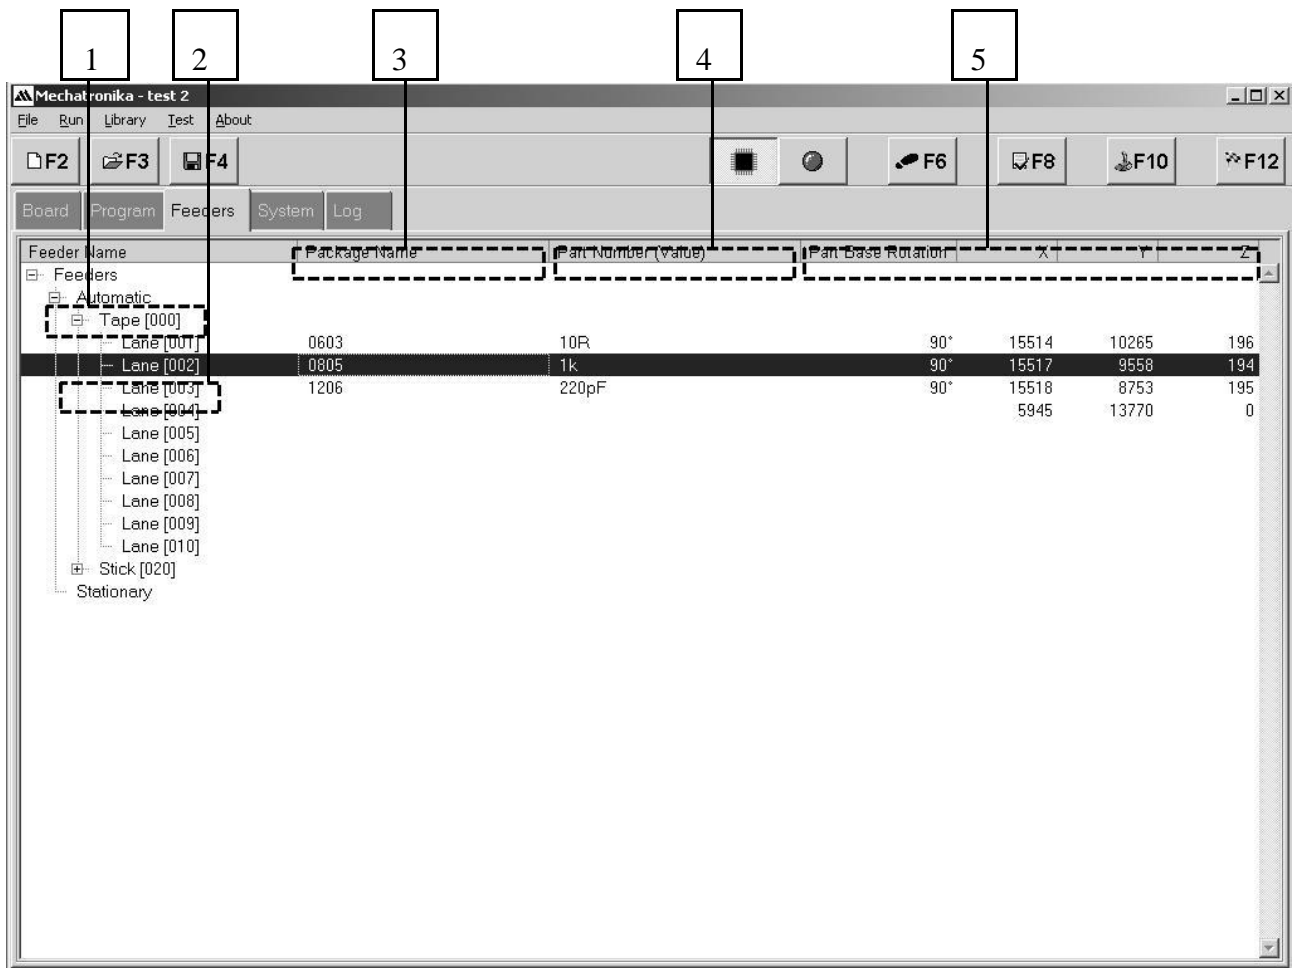 1 2 3 4 5
Mechatronika - test 2
File Run Library Test About
F2 F3 F4 F6 F8 F10 F12
Board Program Feeders System Log
Feeder Name Package Name Part Number (Value) Part Base Rotation X Y Z
Feeders
Automatic
Tape [000]
Lane [001] 0603 10R 90° 15514 10265 196
Lane [002] 0805 1k 90° 15517 9558 194
Lane [003] 1206 220pF 90° 15518 8753 195
Lane [004] 5945 13770 0
Lane [005]
Lane [006]
Lane [007]
Lane [008]
Lane [009]
Lane [010]
Stick [020]
Stationary